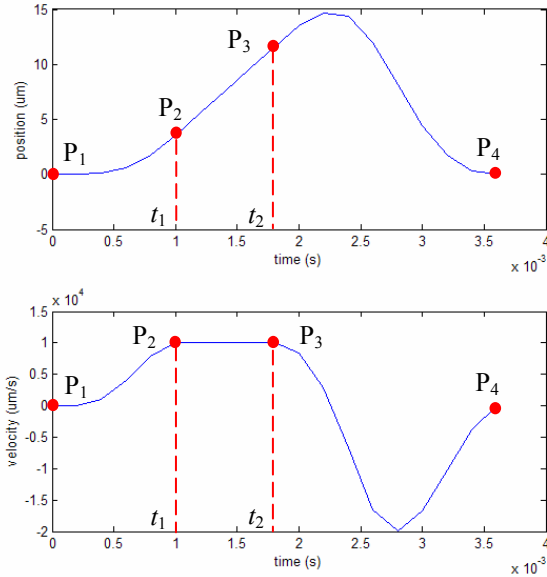 15
10
5
0
-5
position (um)
P1
P2
P3
P4
t1
t2
0
0.5
1
1.5
2
2.5
3
3.5
4
time (s)
x 10^-3
x 10^4
1.5
1
0.5
0
-0.5
-1
-1.5
-2
velocity (um/s)
P1
P2
P3
P4
t1
t2
0
0.5
1
1.5
2
2.5
3
3.5
4
time (s)
x 10^-3